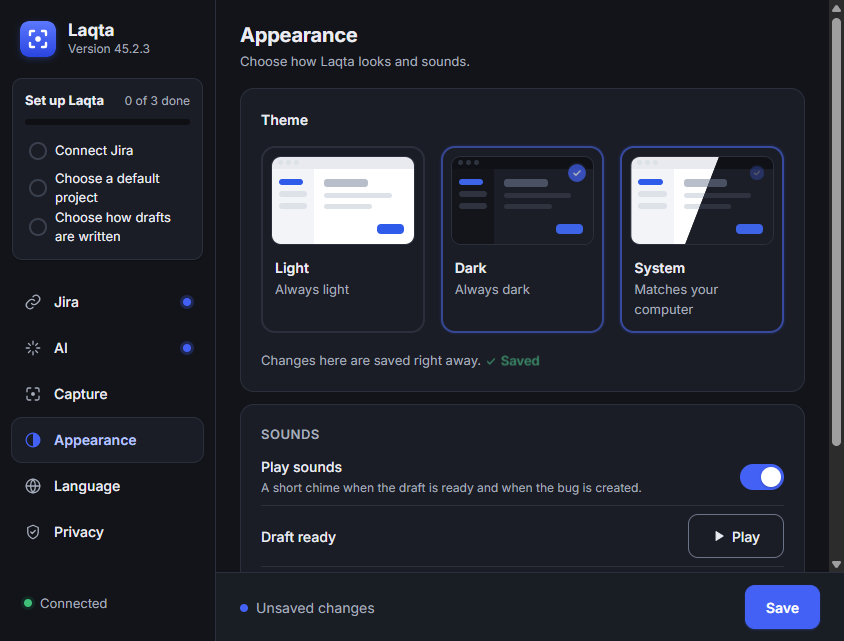 Laqta
Version 45.2.3
Set up Laqta 0 of 3 done
Connect Jira
Choose a default
project
Choose how drafts
are written
Jira
AI
Capture
Appearance
Language
Privacy
Connected
Appearance
Choose how Laqta looks and sounds.
Theme
Light
Always light
Dark
Always dark
System
Matches your
computer
Changes here are saved right away. ✓ Saved
SOUNDS
Play sounds
A short chime when the draft is ready and when the bug is created.
Draft ready
Play
Unsaved changes
Save